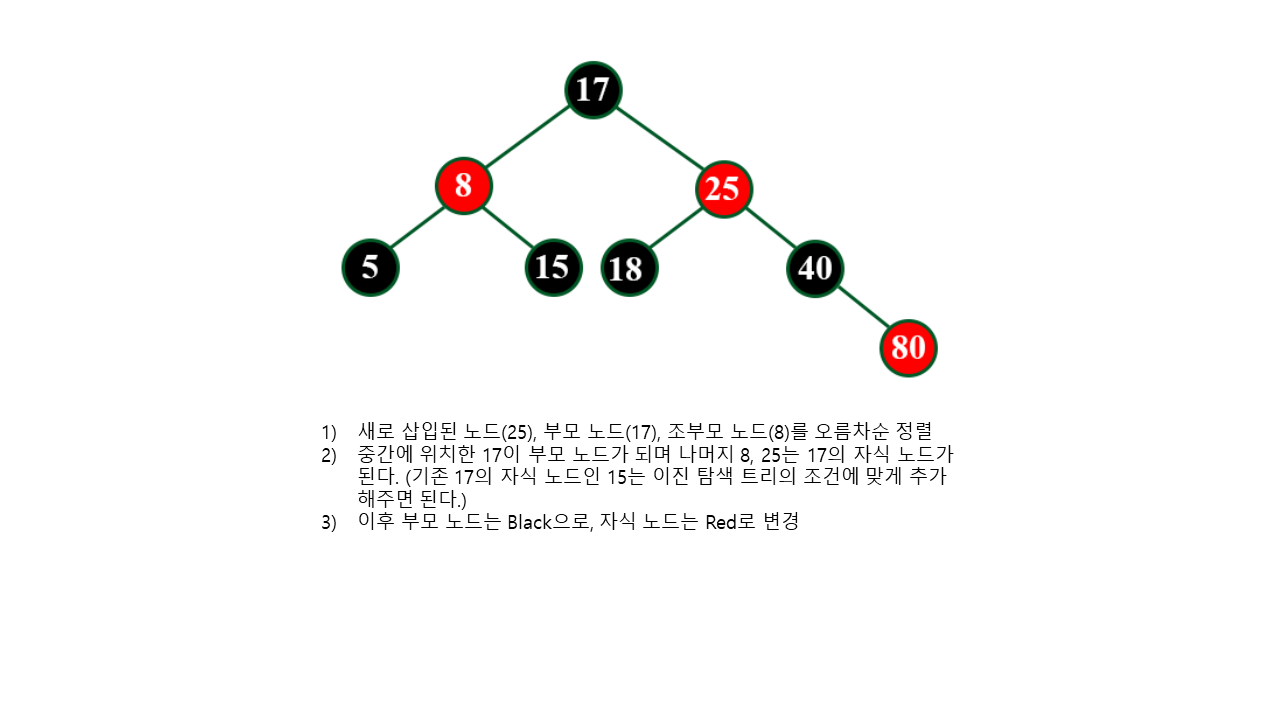 17
8
25
5
15
18
40
80
1) 새로 삽입된 노드(25), 부모 노드(17), 조부모 노드(8)를 오름차순 정렬
2) 중간에 위치한 17이 부모 노드가 되며 나머지 8, 25는 17의 자식 노드가
된다. (기존 17의 자식 노드인 15는 이진 탐색 트리의 조건에 맞게 추가
해주면 된다.)
3) 이후 부모 노드는 Black으로, 자식 노드는 Red로 변경